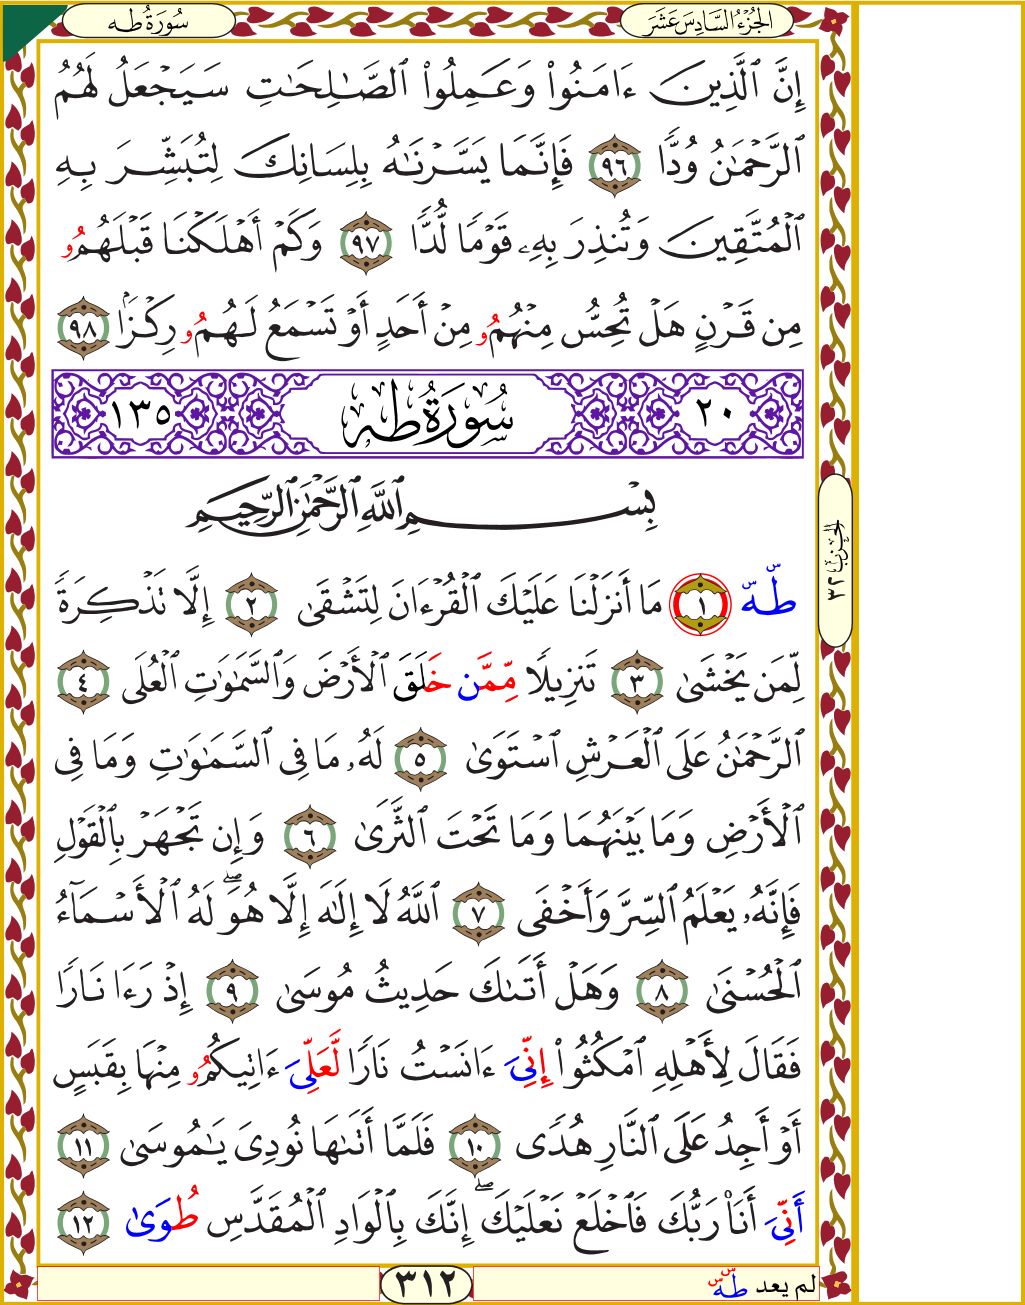 الجُزْءُ السَّادِسَ عَشَرَ
سُورَةُ طه
إِنَّ ٱلَّذِينَ ءَامَنُواْ وَعَمِلُواْ ٱلصَّـٰلِحَـٰتِ سَيَجْعَلُ لَهُمُ
ٱلرَّحْمَـٰنُ وُدًّا ٩٦ فَإِنَّمَا يَسَّرْنَـٰهُ بِلِسَانِكَ لِتُبَشِّرَ بِهِ
ٱلْمُتَّقِينَ وَتُنذِرَ بِهِۦ قَوْمًا لُّدًّا ٩٧ وَكَمْ أَهْلَكْنَا قَبْلَهُمُو
مِن قَرْنٍ هَلْ تُحِسُّ مِنْهُمُو مِنْ أَحَدٍ أَوْ تَسْمَعُ لَهُمُو رِكْزًا ٩٨
٢٠
سُورَةُ طه
١٣٥
بِسْمِ ٱللَّهِ ٱلرَّحْمَـٰنِ ٱلرَّحِيمِ
طه ١ مَا أَنزَلْنَا عَلَيْكَ ٱلْقُرْءَانَ لِتَشْقَى ٢ إِلَّا تَذْكِرَةً
لِّمَن يَخْشَىٰ ٣ تَنزِيلًا مِّمَّن خَلَقَ ٱلْأَرْضَ وَٱلسَّمَـٰوَٰتِ ٱلْعُلَى ٤
ٱلرَّحْمَـٰنُ عَلَى ٱلْعَرْشِ ٱسْتَوَىٰ ٥ لَهُۥ مَا فِى ٱلسَّمَـٰوَٰتِ وَمَا فِى
ٱلْأَرْضِ وَمَا بَيْنَهُمَا وَمَا تَحْتَ ٱلثَّرَىٰ ٦ وَإِن تَجْهَرْ بِٱلْقَوْلِ
فَإِنَّهُۥ يَعْلَمُ ٱلسِّرَّ وَأَخْفَى ٧ ٱللَّهُ لَا إِلَـٰهَ إِلَّا هُوَۖ لَهُ ٱلْأَسْمَآءُ
ٱلْحُسْنَىٰ ٨ وَهَلْ أَتَىٰكَ حَدِيثُ مُوسَىٰ ٩ إِذْ رَءَا نَارًا
فَقَالَ لِأَهْلِهِ ٱمْكُثُواْ إِنِّىَ ءَانَسْتُ نَارًا لَّعَلِّىَ ءَاتِيكُمُو مِنْهَا بِقَبَسٍ
أَوْ أَجِدُ عَلَى ٱلنَّارِ هُدًى ١٠ فَلَمَّا أَتَىٰهَا نُودِىَ يَـٰمُوسَىٰ ١١
أَنِّىَ أَنَا۠ رَبُّكَ فَٱخْلَعْ نَعْلَيْكَۖ إِنَّكَ بِٱلْوَادِ ٱلْمُقَدَّسِ طُوَىٰ ١٢
الحِزْبُ ٣٢
لم يعد طه
٣١٢